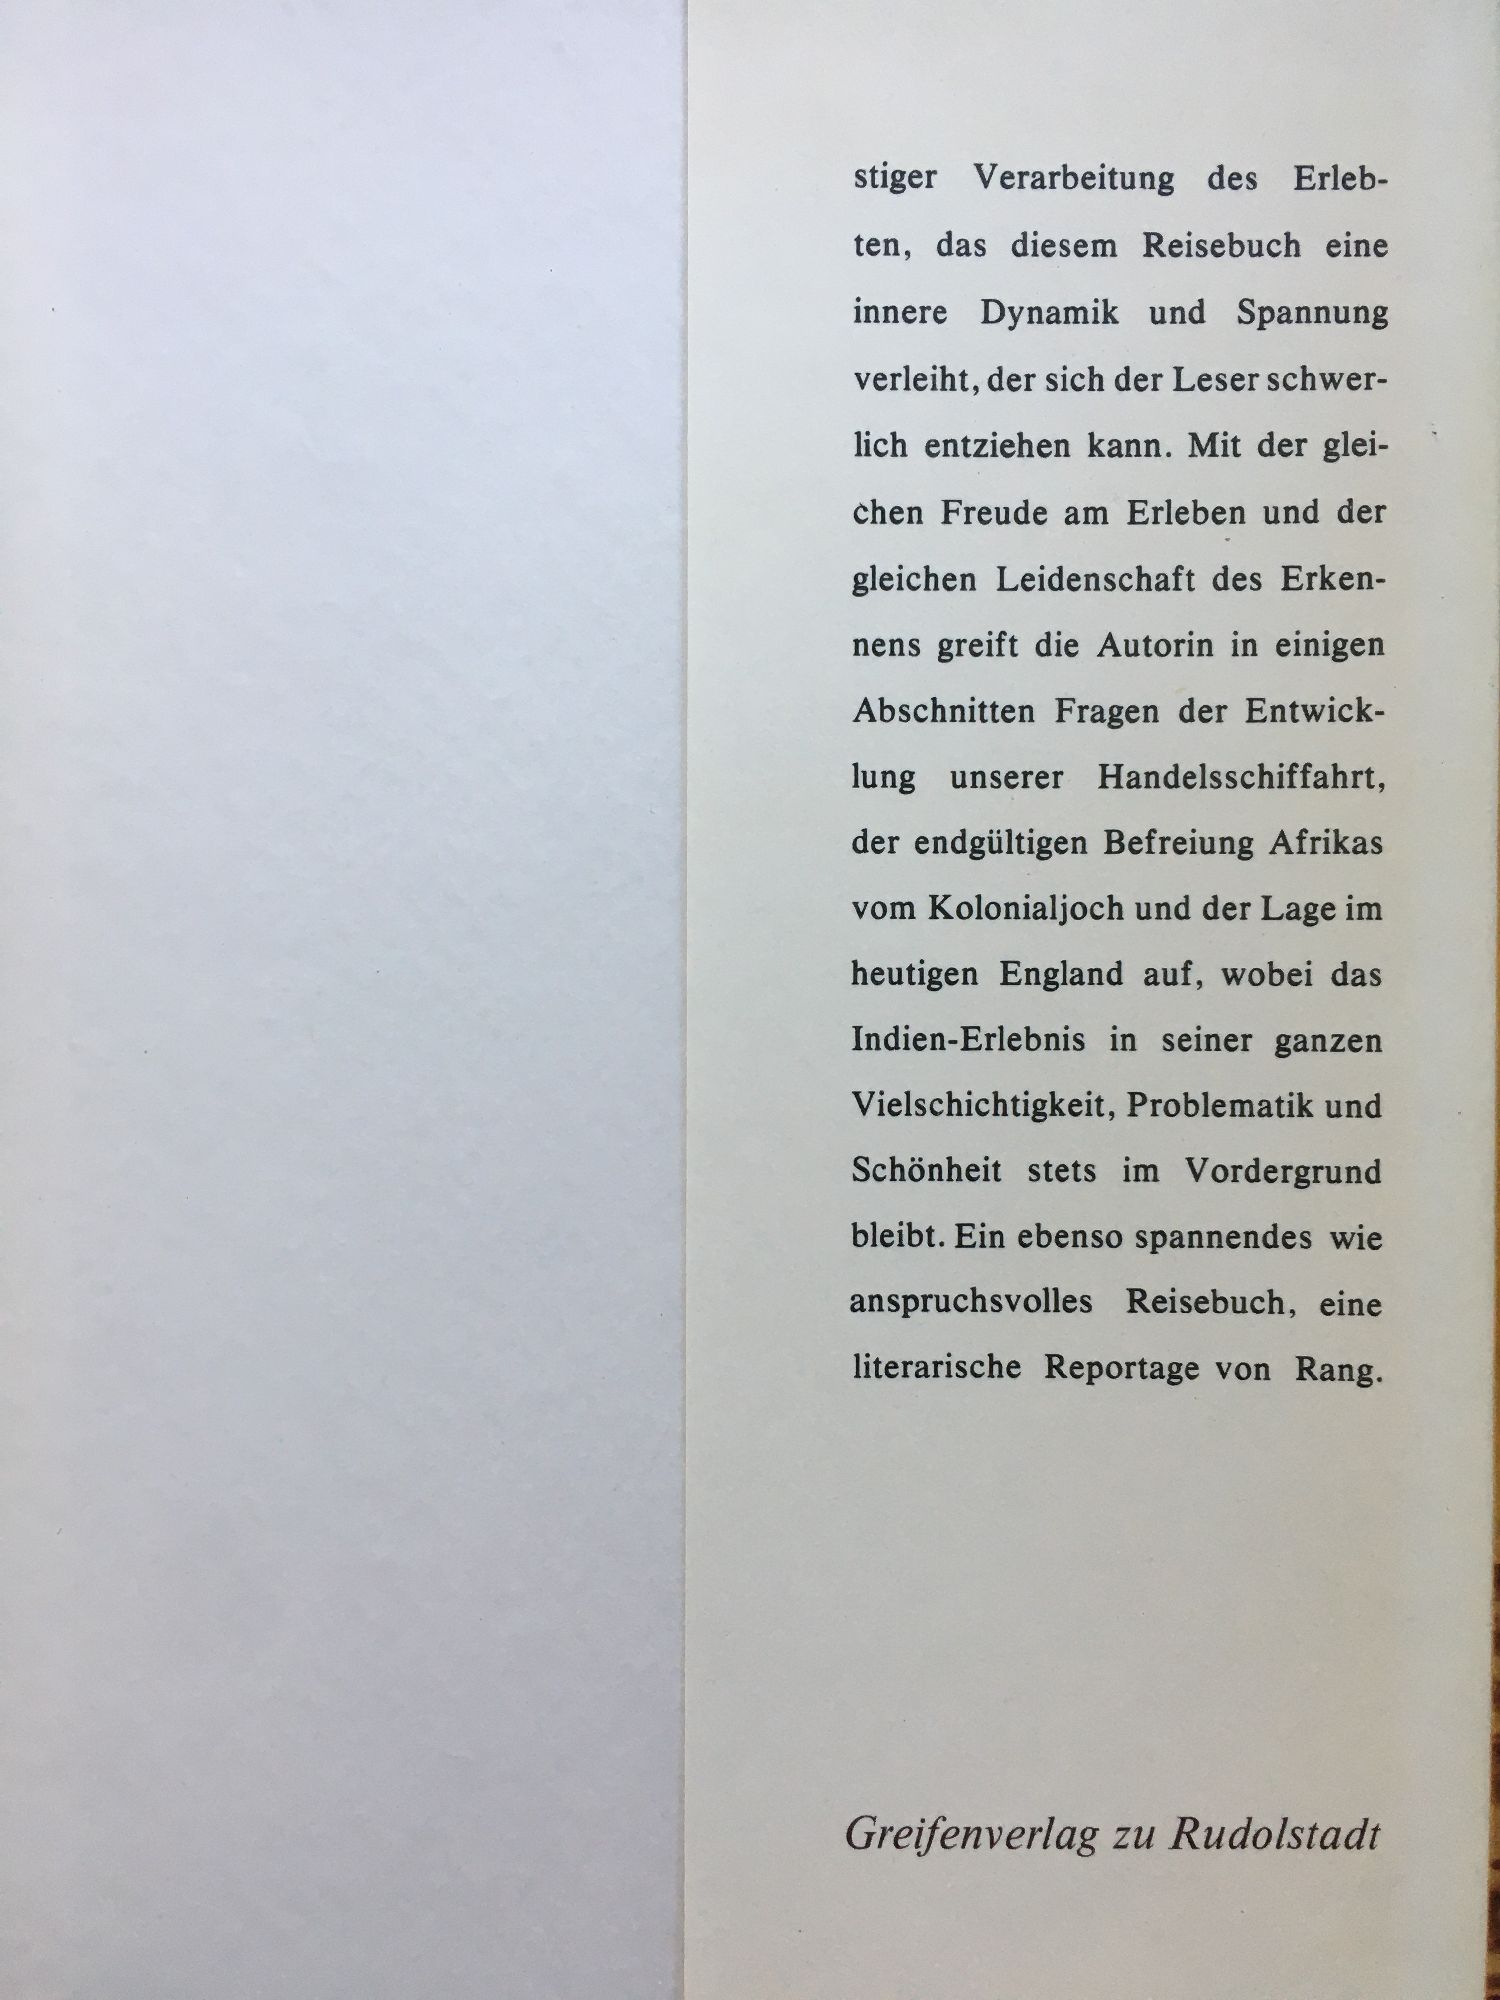 stiger Verarbeitung des Erleb-
ten, das diesem Reisebuch eine
innere Dynamik und Spannung
verleiht, der sich der Leser schwer-
lich entziehen kann. Mit der glei-
chen Freude am Erleben und der
gleichen Leidenschaft des Erken-
nens greift die Autorin in einigen
Abschnitten Fragen der Entwick-
lung unserer Handelsschiffahrt,
der endgültigen Befreiung Afrikas
vom Kolonialjoch und der Lage im
heutigen England auf, wobei das
Indien-Erlebnis in seiner ganzen
Vielschichtigkeit, Problematik und
Schönheit stets im Vordergrund
bleibt. Ein ebenso spannendes wie
anspruchsvolles Reisebuch, eine
literarische Reportage von Rang.
Greifenverlag zu Rudolstadt